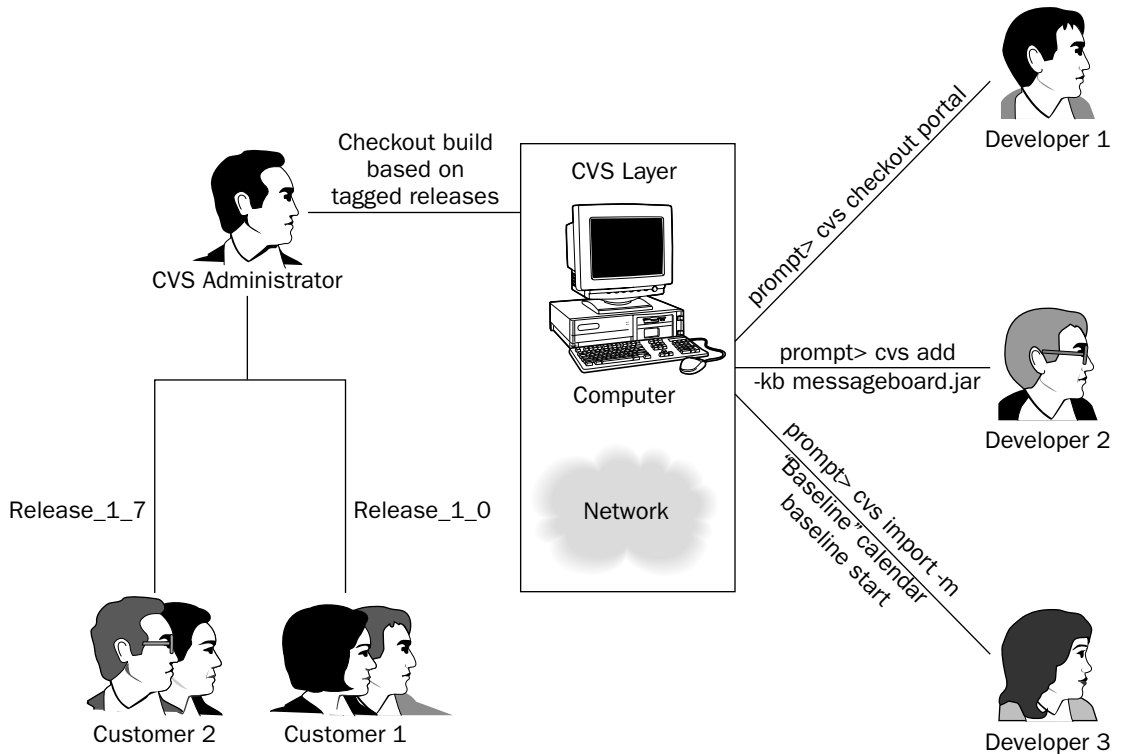 Checkout build
based on
tagged releases
CVS Administrator
Release_1_7
Release_1_0
Customer 2
Customer 1
CVS Layer
Computer
Network
prompt> cvs checkout portal
Developer 1
prompt> cvs add
-kb messageboard.jar
Developer 2
prompt> cvs import -m
“Baseline” calendar
baseline start
Developer 3